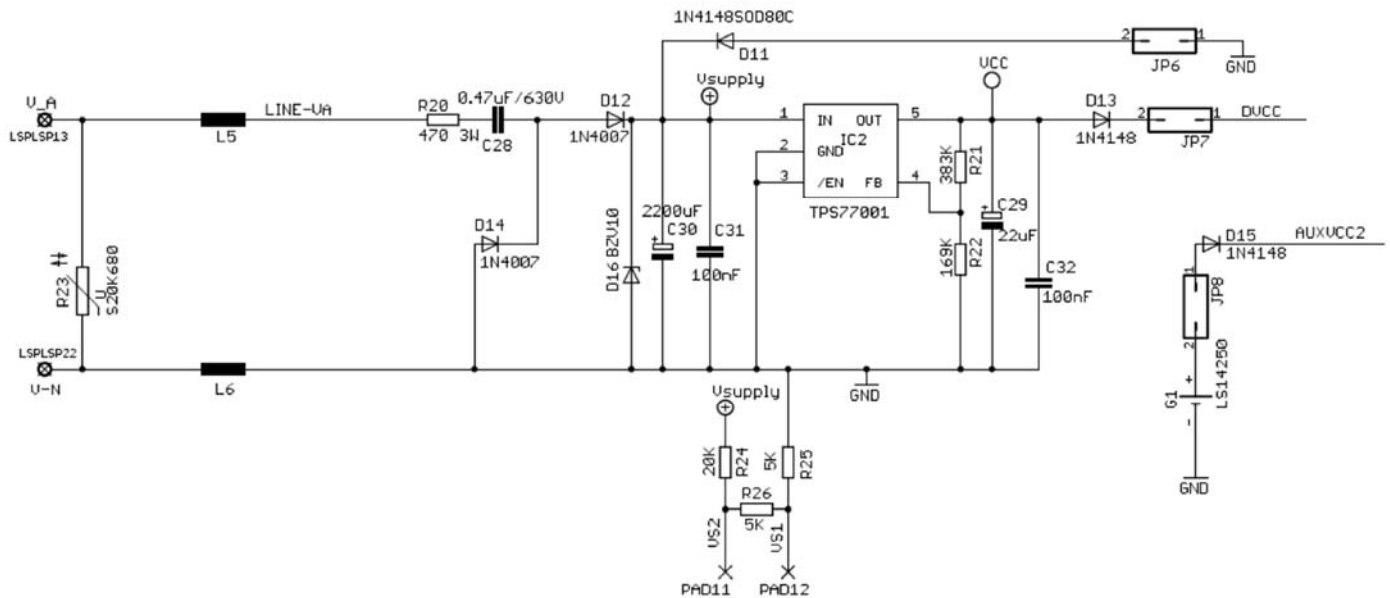 1N4148SOD80C
D11
2
1
JP6
GND
V_A
LSPLSP13
L5
LINE-VA
R20
470
3W
0.47uF/630V
C28
D12
1N4007
Vsupply
1
IN
OUT
5
IC2
2
GND
3
/EN
FB
4
TPS77001
VCC
D13
1N4148
2
1
JP7
DVCC
383K
R21
169K
R22
C29
+
22uF
C32
100nF
D14
1N4007
D16
BZV10
2200uF
+
C30
C31
100nF
R23
U
S20K680
LSPLSP22
V-N
L6
GND
D15
1N4148
AUXVCC2
1
JP8
2
+
G1
LS14250
-
GND
Vsupply
20K
R24
5K
R25
R26
5K
VS2
VS1
PAD11
PAD12